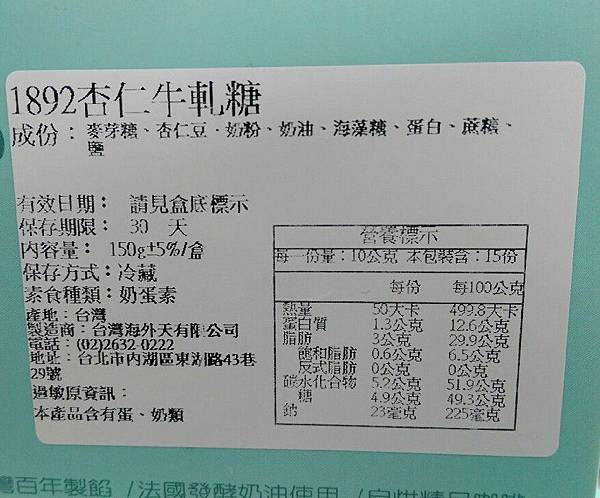 1892杏仁牛軋糖
成份：麥芽糖、杏仁豆、奶粉、奶油、海藻糖、蛋白、蔗糖、
鹽
有效日期： 請見盒底標示
保存期限： 30 天
內容量： 150g±5%/盒
保存方式：冷藏
素食種類：奶蛋素
產地：台灣
製造商：台灣海外天有限公司
電話：(02)2632-0222
地址：台北市內湖區東湖路43巷
29號
過敏原資訊：
本產品含有蛋、奶類
營養標示
每一份量：10公克 本包裝含：15份
每份 每100公克
熱量 50大卡 499.8大卡
蛋白質 1.3公克 12.6公克
脂肪 3公克 29.9公克
飽和脂肪 0.6公克 6.5公克
反式脂肪 0公克 0公克
碳水化合物 5.2公克 51.9公克
糖 4.9公克 49.3公克
鈉 23毫克 225毫克
灣百年製餡 /法國發酵奶油使用 /自烘精品咖啡